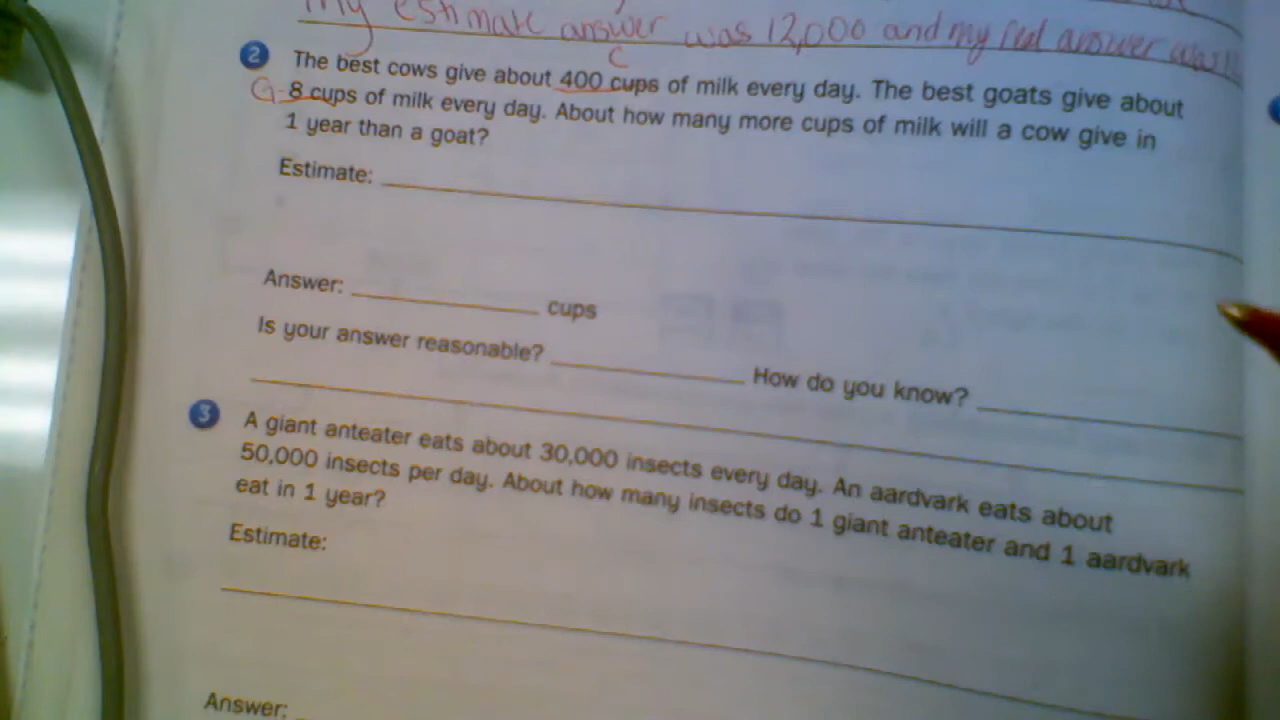 My estimate answer was 12,000 and my real answer was
C
2 The best cows give about 400 cups of milk every day. The best goats give about
G- 8 cups of milk every day. About how many more cups of milk will a cow give in
1 year than a goat?
Estimate:
Answer: cups
Is your answer reasonable? How do you know?
3 A giant anteater eats about 30,000 insects every day. An aardvark eats about
50,000 insects per day. About how many insects do 1 giant anteater and 1 aardvark
eat in 1 year?
Estimate:
Answer: